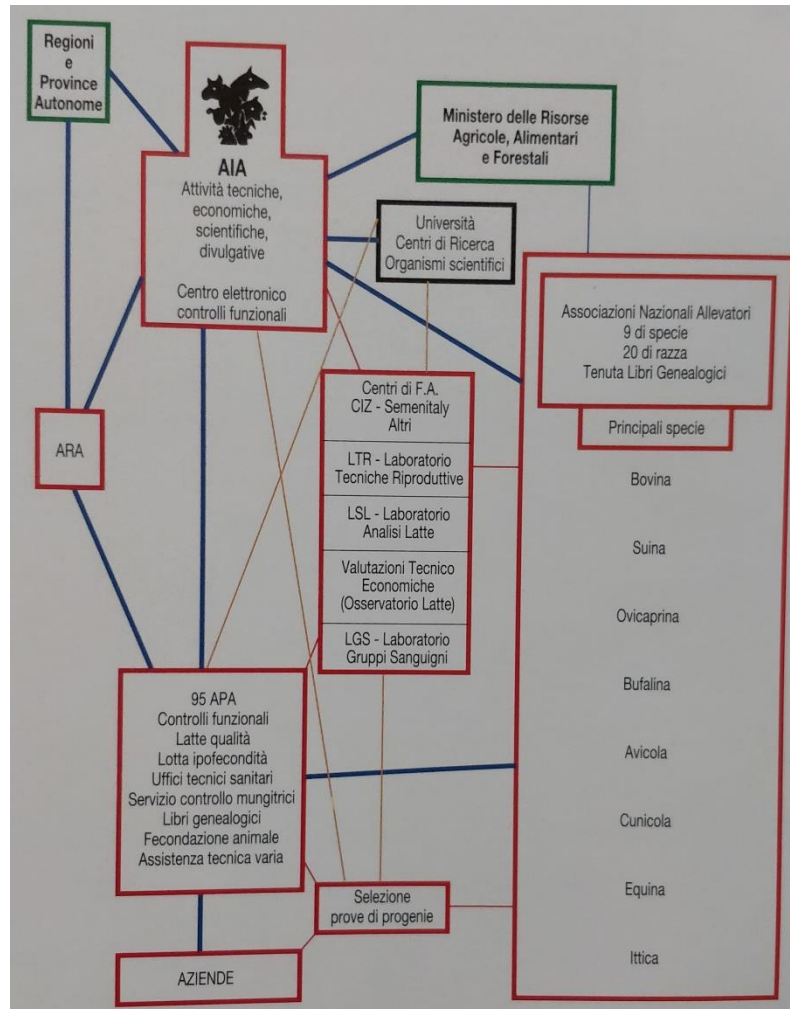 Regioni
e
Province
Autonome
AIA
Attività tecniche,
economiche,
scientifiche,
divulgative
Centro elettronico
controlli funzionali
Ministero delle Risorse
Agricole, Alimentari
e Forestali
Università
Centri di Ricerca
Organismi scientifici
Associazioni Nazionali Allevatori
9 di specie
20 di razza
Tenuta Libri Genealogici
Principali specie
Bovina
Suina
Ovicaprina
Bufalina
Avicola
Cunicola
Equina
Ittica
ARA
Centri di F.A.
CIZ - Semenitaly
Altri
LTR - Laboratorio
Tecniche Riproduttive
LSL - Laboratorio
Analisi Latte
Valutazioni Tecnico
Economiche
(Osservatorio Latte)
LGS - Laboratorio
Gruppi Sanguigni
95 APA
Controlli funzionali
Latte qualità
Lotta ipofecondità
Uffici tecnici sanitari
Servizio controllo mungitrici
Libri genealogici
Fecondazione animale
Assistenza tecnica varia
Selezione
prove di progenie
AZIENDE